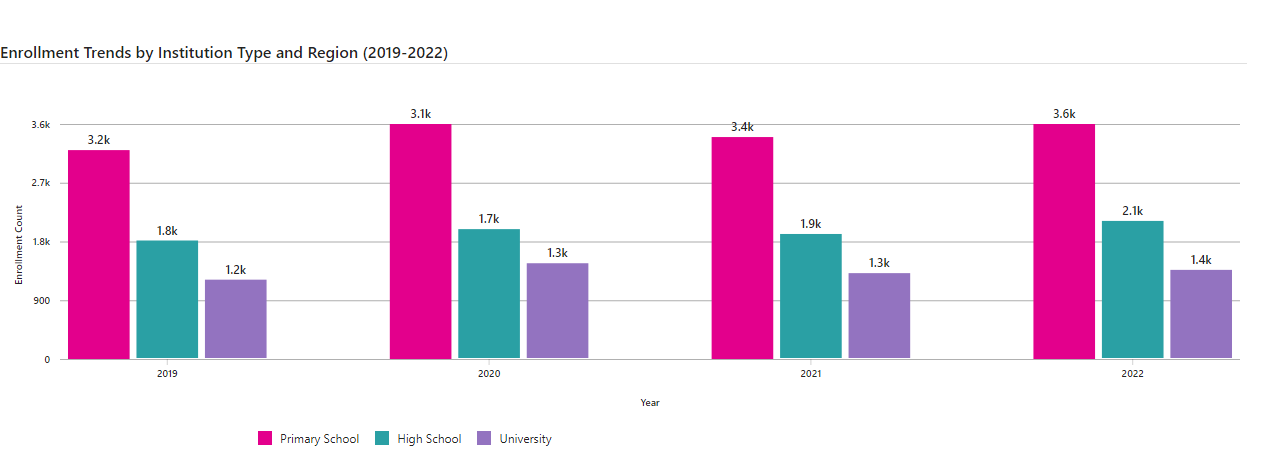 Enrollment Trends by Institution Type and Region (2019-2022)
3.1k
3.6k
3.6k
3.4k
3.2k
2.7k
2.1k
1.7k
1.9k
1.8k
1.8k
1.3k
1.4k
1.3k
1.2k
900
0
Enrollment Count
2019 2020 2021 2022
Year
Primary School High School University